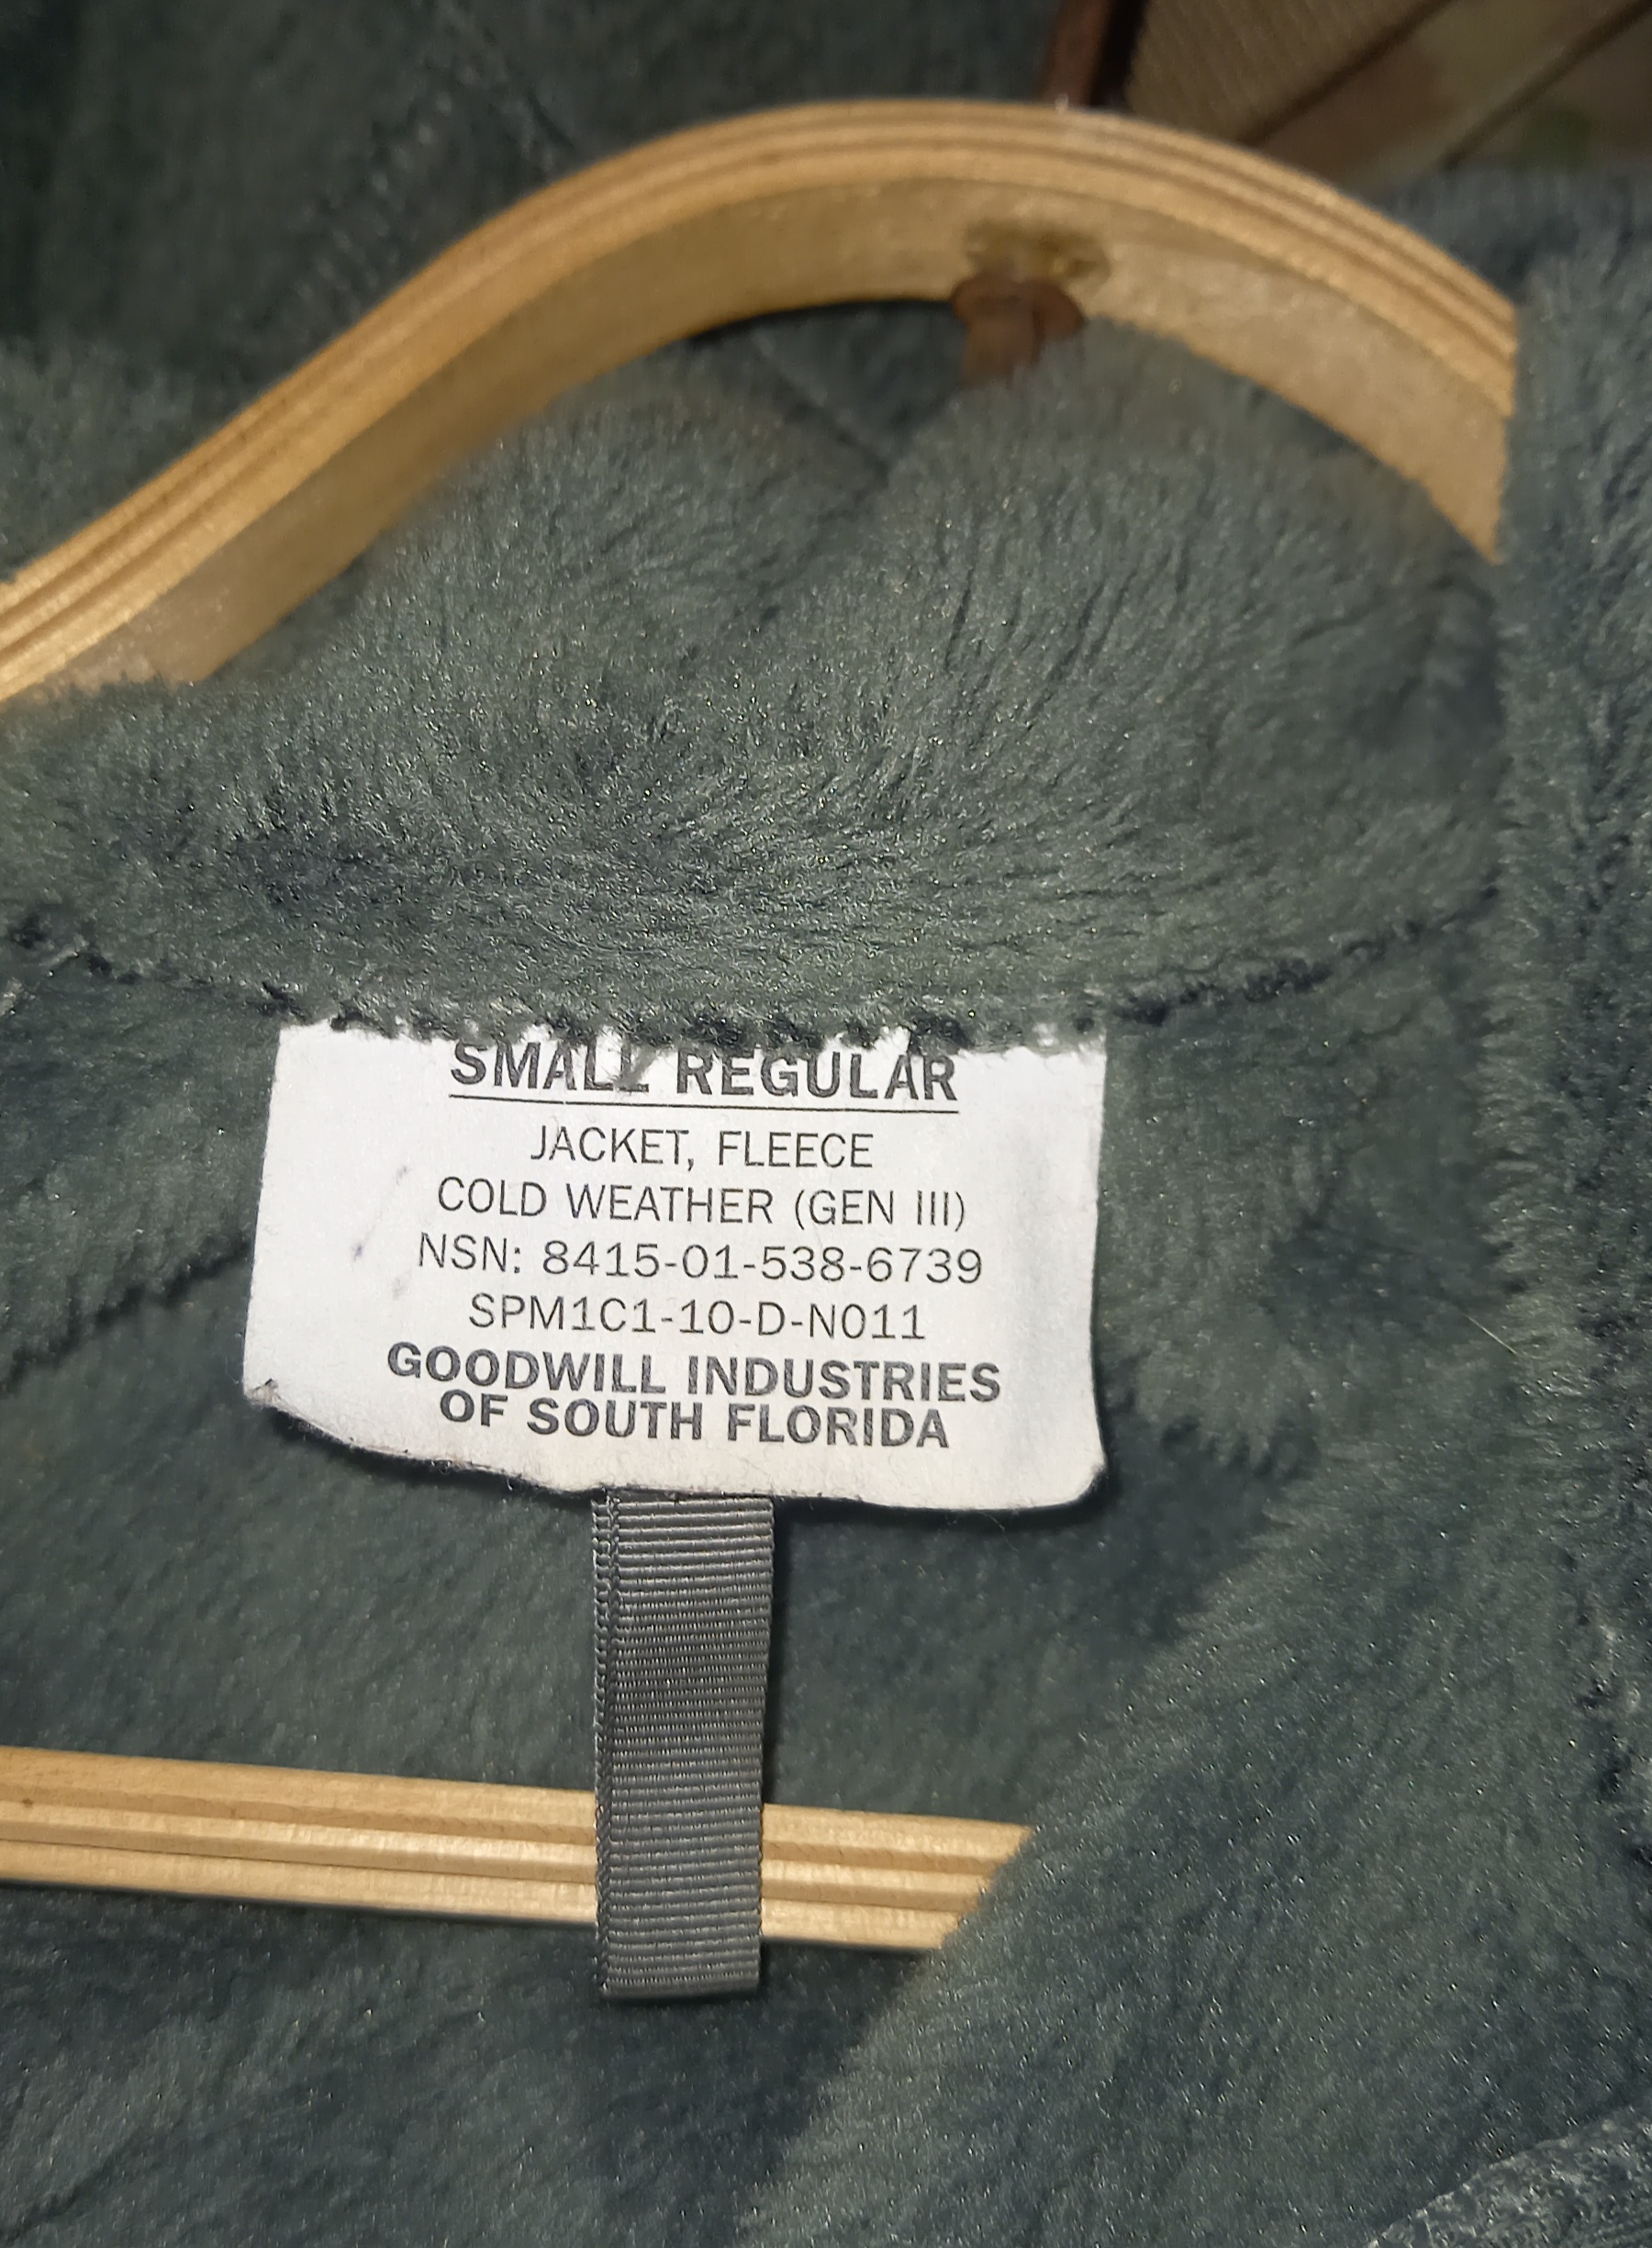 SMALL REGULAR
JACKET, FLEECE
COLD WEATHER (GEN III)
NSN: 8415-01-538-6739
SPM1C1-10-D-N011
GOODWILL INDUSTRIES
OF SOUTH FLORIDA